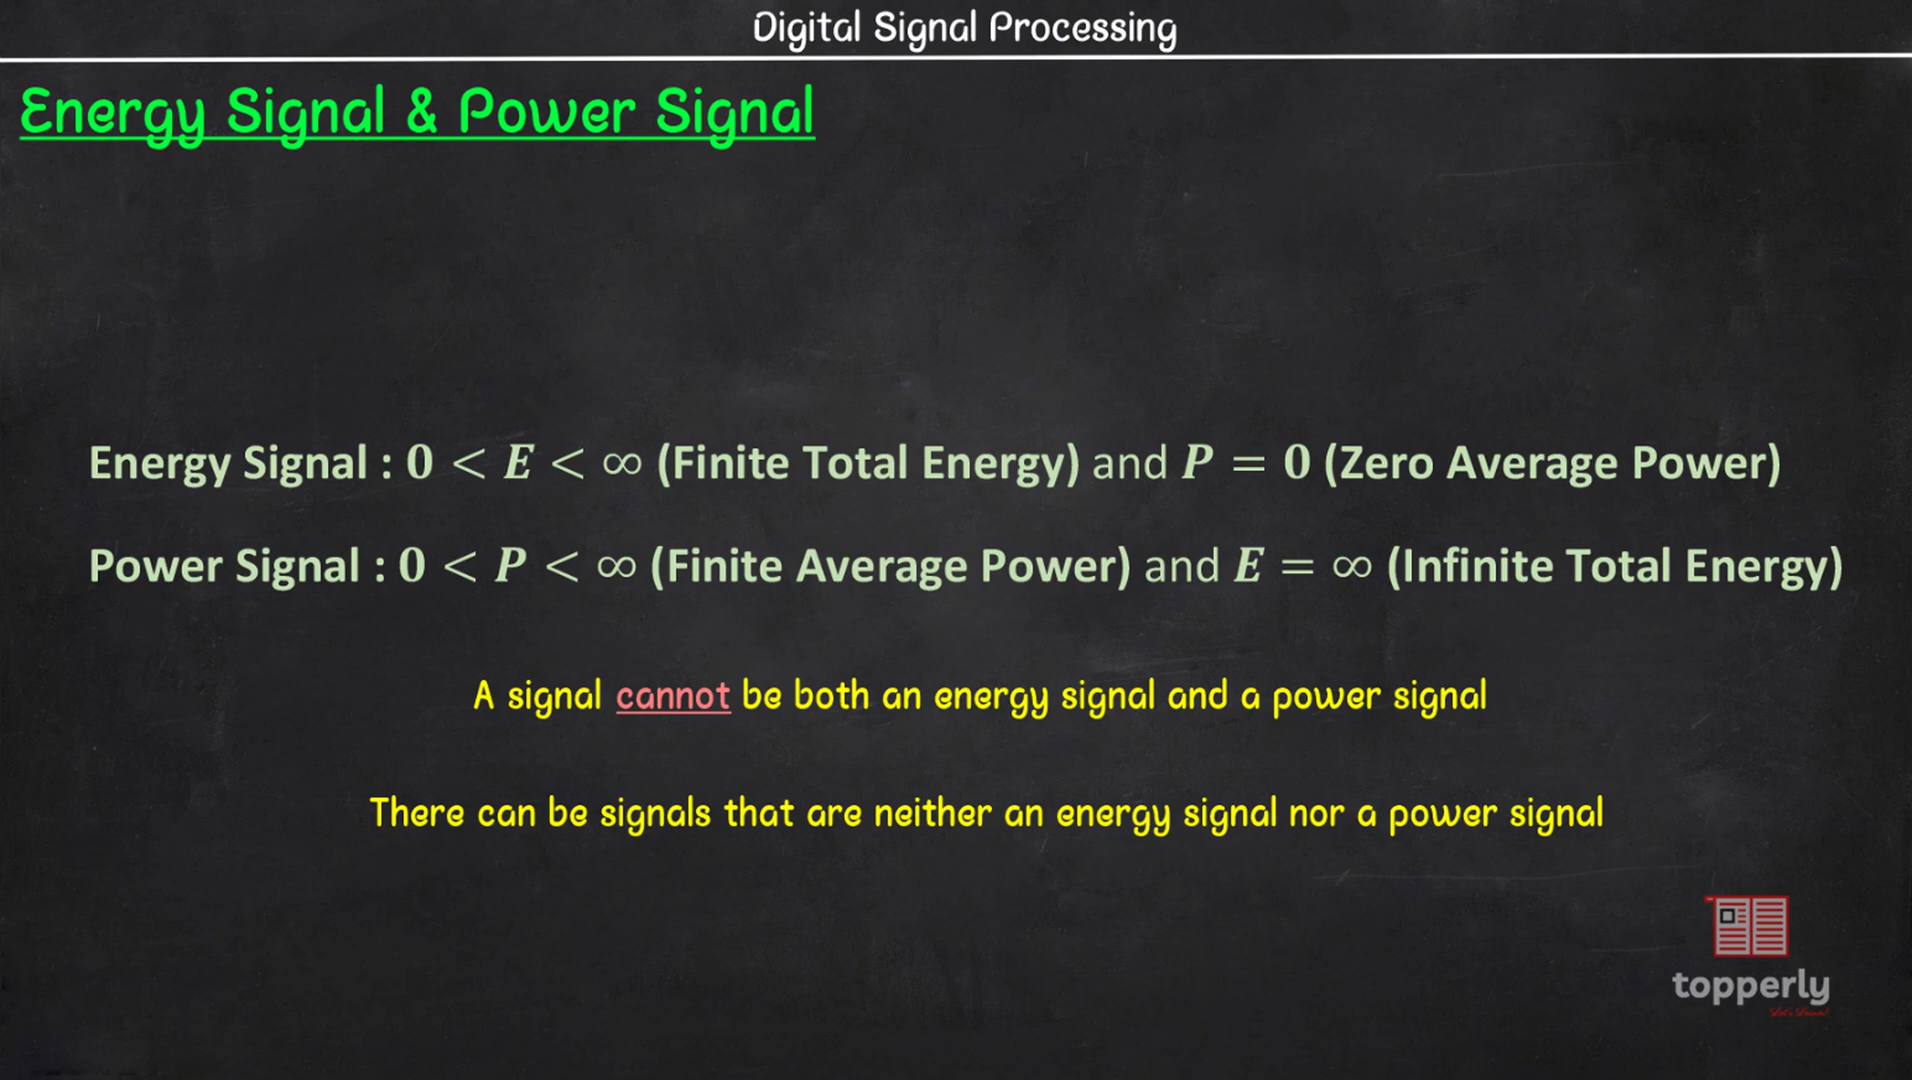 Digital Signal Processing
Energy Signal & Power Signal
Energy Signal : 0 < E < ∞ (Finite Total Energy) and P = 0 (Zero Average Power)
Power Signal : 0 < P < ∞ (Finite Average Power) and E = ∞ (Infinite Total Energy)
A signal cannot be both an energy signal and a power signal
There can be signals that are neither an energy signal nor a power signal
topperly
Let's Learn!